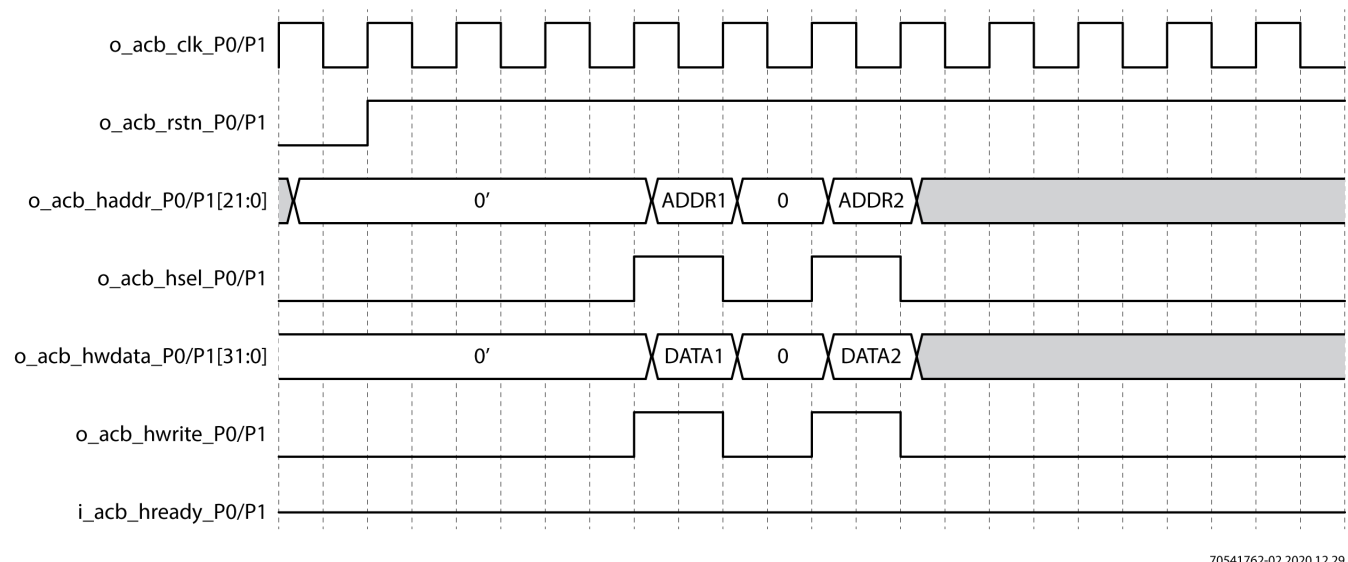 o_acb_clk_P0/P1
o_acb_rstn_P0/P1
o_acb_haddr_P0/P1[21:0] 0' ADDR1 0 ADDR2
o_acb_hsel_P0/P1
o_acb_hwdata_P0/P1[31:0] 0' DATA1 0 DATA2
o_acb_hwrite_P0/P1
i_acb_hready_P0/P1
70541762-02.2020.12.29